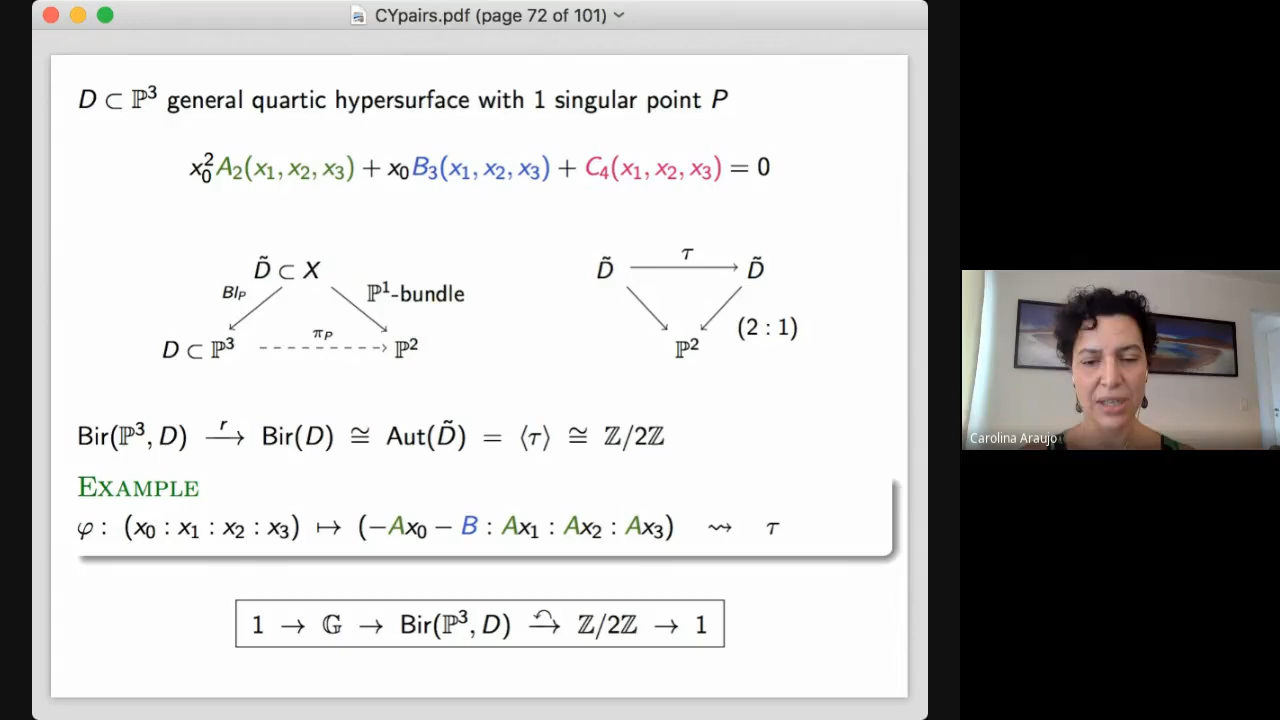 CYpairs.pdf (page 72 of 101)
D ⊂ ℙ³ general quartic hypersurface with 1 singular point P
x₀²A₂(x₁, x₂, x₃) + x₀B₃(x₁, x₂, x₃) + C₄(x₁, x₂, x₃) = 0
D̃ ⊂ X
Bl_P
ℙ¹-bundle
D ⊂ ℙ³
π_P
ℙ²
D̃
τ
D̃
(2 : 1)
ℙ²
Bir(ℙ³, D) —r→ Bir(D) ≅ Aut(D̃) = ⟨τ⟩ ≅ ℤ/2ℤ
EXAMPLE
φ : (x₀ : x₁ : x₂ : x₃) ↦ (−Ax₀ − B : Ax₁ : Ax₂ : Ax₃) ⇝ τ
1 → 𝔾 → Bir(ℙ³, D) → ℤ/2ℤ → 1
Carolina Araujo